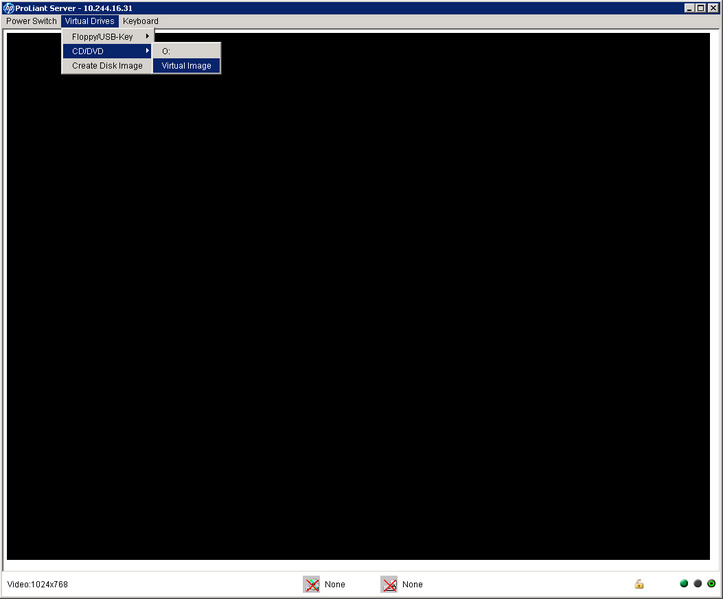 hp ProLiant Server - 10.244.16.31
Power Switch Virtual Drives Keyboard
Floppy/USB-Key
CD/DVD O:
Create Disk Image Virtual Image
Video:1024x768 None None